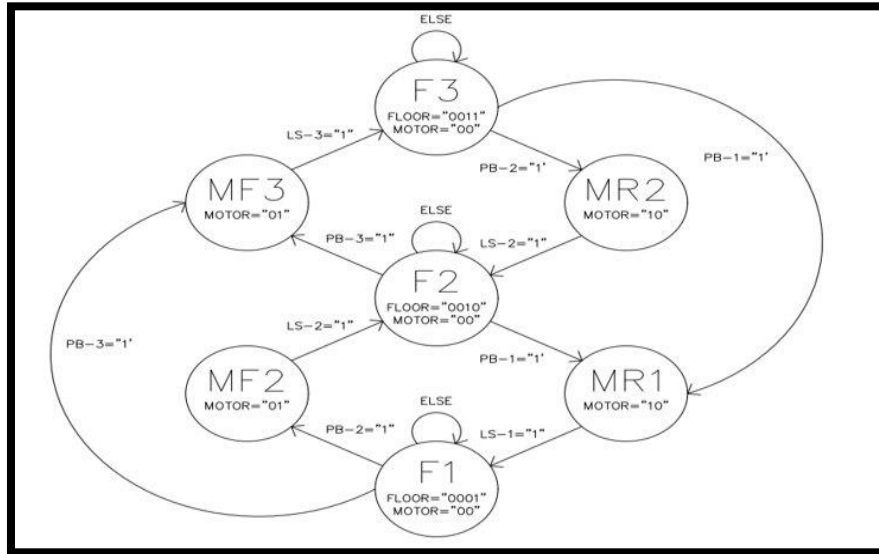 ELSE
F3
FLOOR="0011"
MOTOR="00"
LS-3="1"
PB-2="1'
PB-1="1'
MF3
MOTOR="01"
MR2
MOTOR="10"
ELSE
PB-3="1"
LS-2="1"
F2
FLOOR="0010"
MOTOR="00"
LS-2="1"
PB-3="1'
PB-1="1'
MF2
MOTOR="01"
MR1
MOTOR="10"
ELSE
PB-2="1"
LS-1="1"
F1
FLOOR="0001"
MOTOR="00"